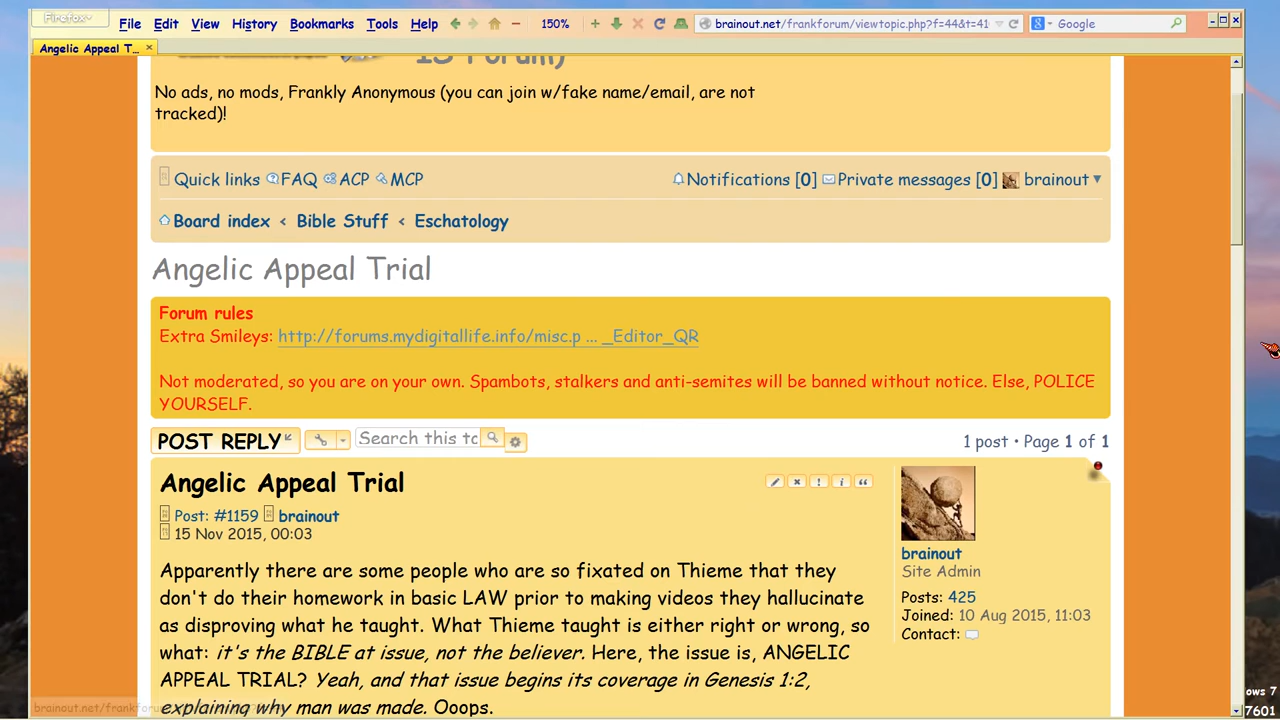 Firefox
File Edit View History Bookmarks Tools Help 150% brainout.net/frankforum/viewtopic.php?f=44&t=41 Google
Angelic Appeal T...
No ads, no mods, Frankly Anonymous (you can join w/fake name/email, are not
tracked)!
Quick links FAQ ACP MCP Notifications [0] Private messages [0] brainout
Board index < Bible Stuff < Eschatology
Angelic Appeal Trial
Forum rules
Extra Smileys: http://forums.mydigitallife.info/misc.p ... _Editor_QR
Not moderated, so you are on your own. Spambots, stalkers and anti-semites will be banned without notice. Else, POLICE
YOURSELF.
POST REPLY Search this to 1 post • Page 1 of 1
Angelic Appeal Trial
Post: #1159 brainout
15 Nov 2015, 00:03
Apparently there are some people who are so fixated on Thieme that they
don't do their homework in basic LAW prior to making videos they hallucinate
as disproving what he taught. What Thieme taught is either right or wrong, so
what: it's the BIBLE at issue, not the believer. Here, the issue is, ANGELIC
APPEAL TRIAL? Yeah, and that issue begins its coverage in Genesis 1:2,
explaining why man was made. Ooops.
brainout
Site Admin
Posts: 425
Joined: 10 Aug 2015, 11:03
Contact:
brainout.net/frankforum
ows 7
7601